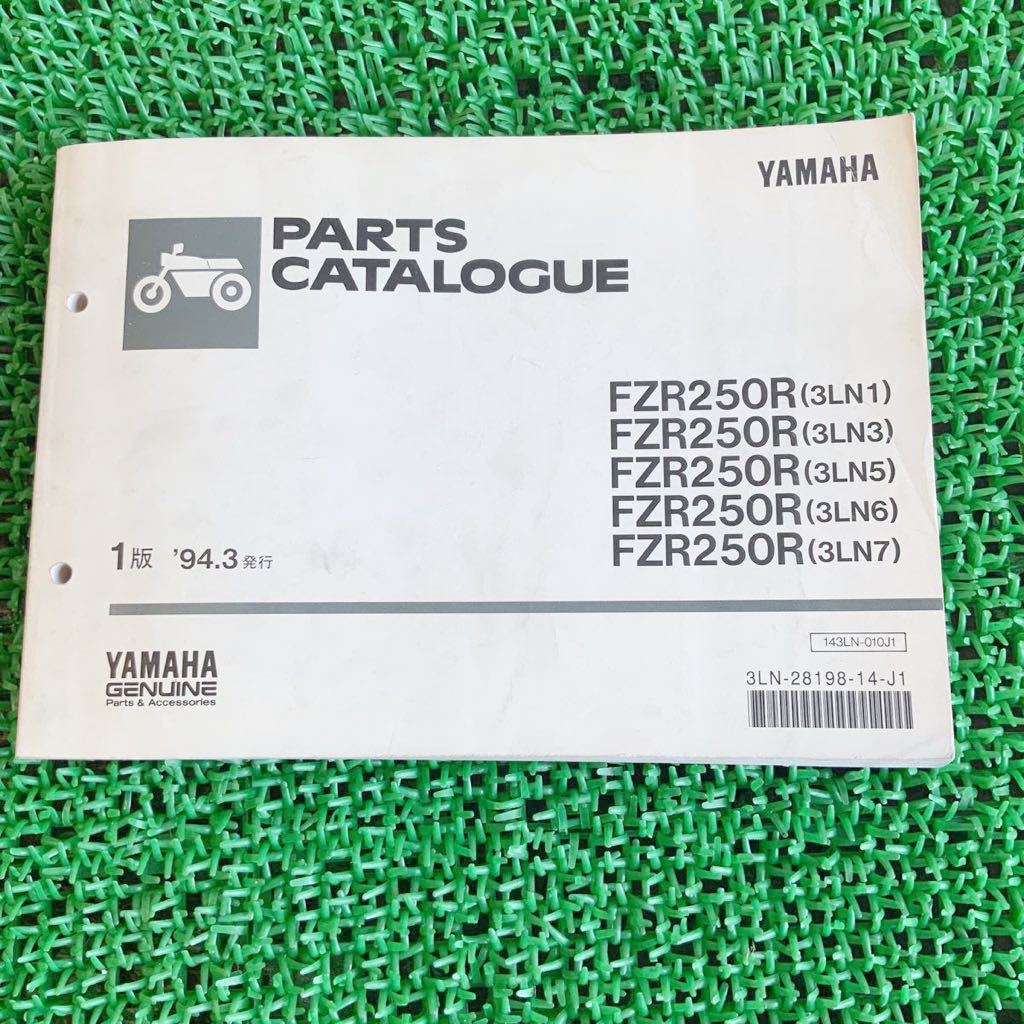 YAMAHA
PARTS
CATALOGUE
FZR250R(3LN1)
FZR250R(3LN3)
FZR250R(3LN5)
FZR250R(3LN6)
FZR250R(3LN7)
1版 '94.3発行
143LN-010J1
YAMAHA
GENUINE
Parts & Accessories
3LN-28198-14-J1